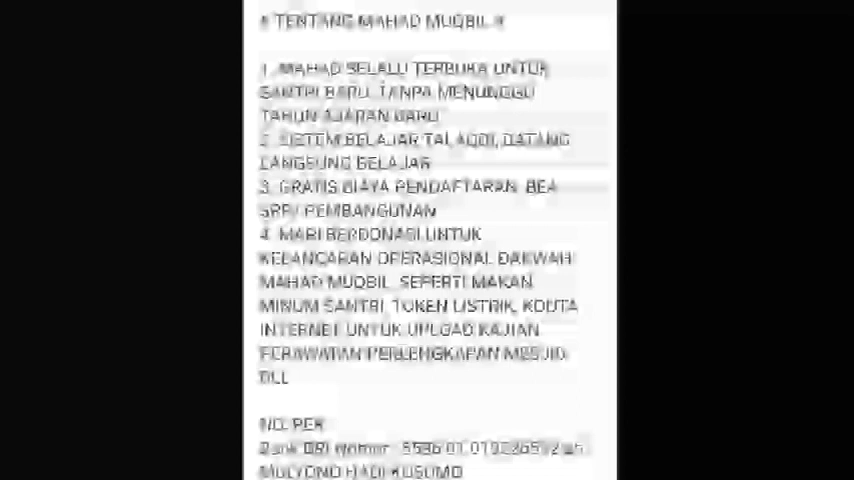 TENTANG MAHAD MUQBIL
1. MAHAD SELALU TERBUKA UNTUK
SANTRI BARU, TANPA MENUNGGU
TAHUN AJARAN BARU
2. SISTEM BELAJAR TALAQQI, DATANG
LANGSUNG BELAJAR
3. GRATIS BIAYA PENDAFTARAN, BEA
SPP/ PEMBANGUNAN
4. MARI BERDONASI UNTUK
KELANCARAN OPERASIONAL DAKWAH
MAHAD MUQBIL, SEPERTI MAKAN
MINUM SANTRI, TOKEN LISTRIK, KUOTA
INTERNET UNTUK UPLOAD KAJIAN
PERAWATAN PERLENGKAPAN MESJID
DLL
NO. REK
Bank BRI Nomor : an.
MULYONO HADI KUSUMO